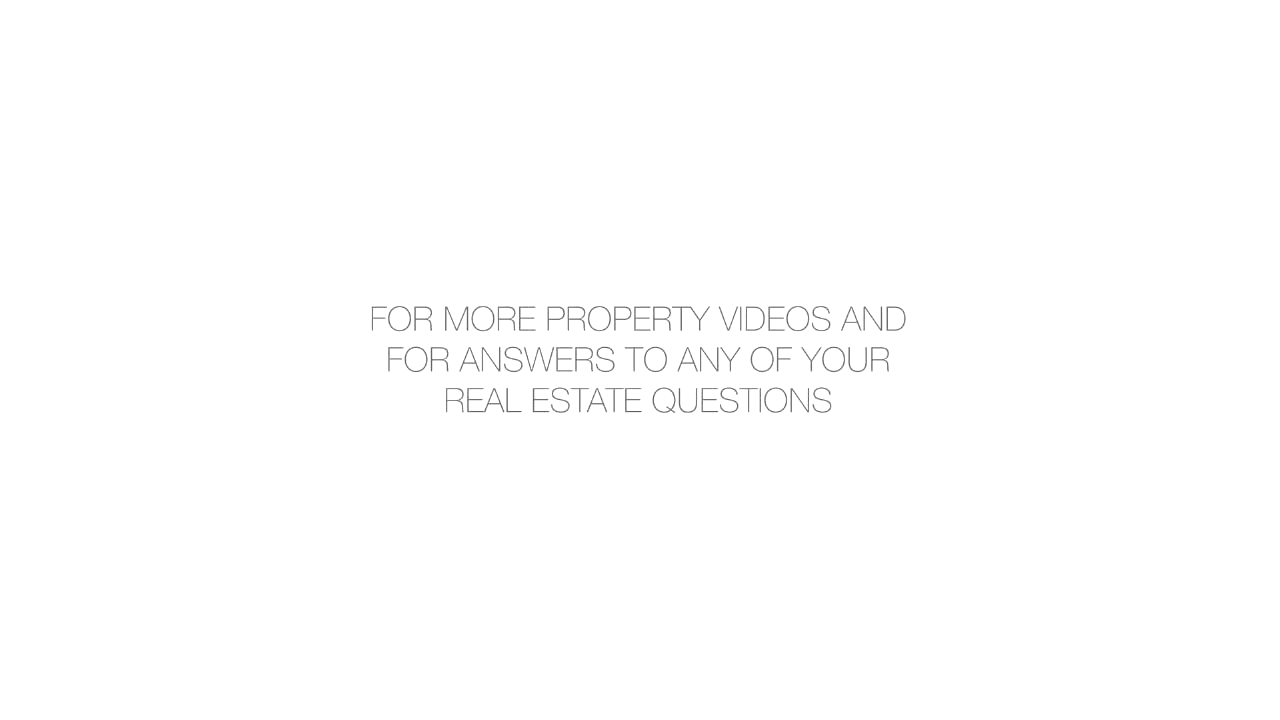 FOR MORE PROPERTY VIDEOS AND
FOR ANSWERS TO ANY OF YOUR
REAL ESTATE QUESTIONS